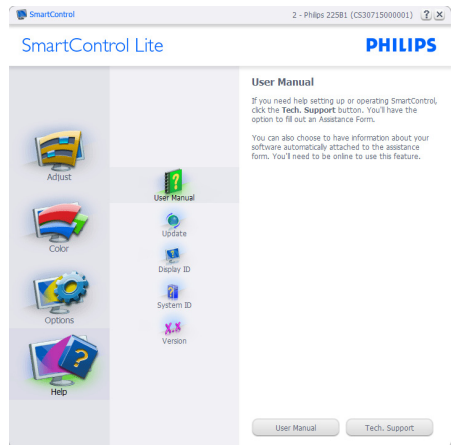 SmartControl
2 - Philips 225B1 (CS30715000001)
?
×
SmartControl Lite
PHILIPS
Adjust
Color
Options
Help
User Manual
Update
Display ID
System ID
X.X
Version
User Manual
If you need help setting up or operating SmartControl,
click the Tech. Support button. You'll have the
option to fill out an Assistance Form.
You can also choose to have information about your
software automatically attached to the assistance
form. You'll need to be online to use this feature.
User Manual
Tech. Support